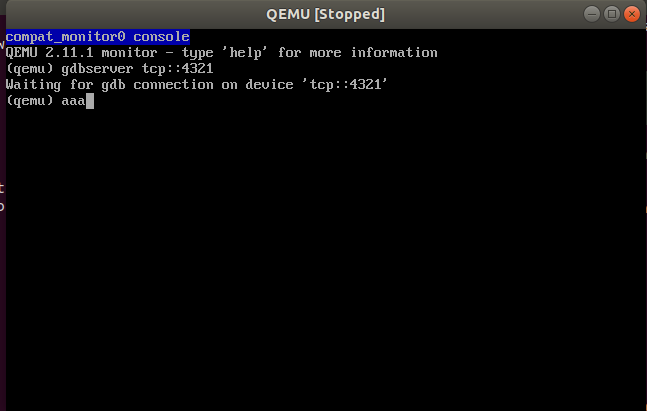 QEMU [Stopped]
compat_monitor0 console
QEMU 2.11.1 monitor - type 'help' for more information
(qemu) gdbserver tcp::4321
Waiting for gdb connection on device 'tcp::4321'
(qemu) aaa